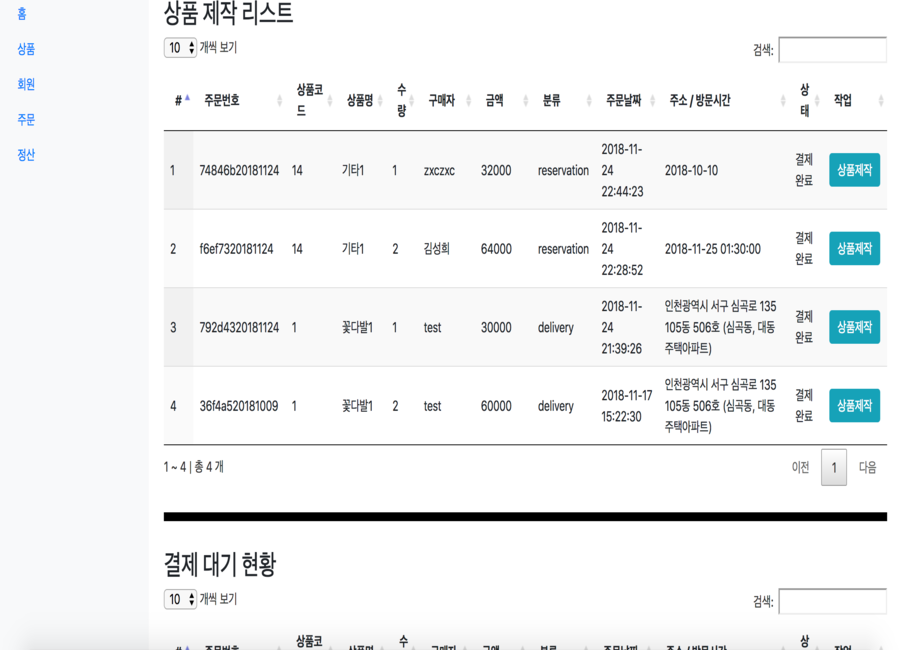 홈
상품
회원
주문
정산
상품 제작 리스트
10 개씩 보기
검색:
# 주문번호 상품코드 상품명 수량 구매자 금액 분류 주문날짜 주소 / 방문시간 상태 작업
1 74846b20181124 14 기타1 1 zxczxc 32000 reservation 2018-11-24 22:44:23 2018-10-10 결제완료 상품제작
2 f6ef7320181124 14 기타1 2 김성희 64000 reservation 2018-11-24 22:28:52 2018-11-25 01:30:00 결제완료 상품제작
3 792d4320181124 1 꽃다발1 1 test 30000 delivery 2018-11-24 21:39:26 인천광역시 서구 심곡로 135 105동 506호 (심곡동, 대동주택아파트) 결제완료 상품제작
4 36f4a520181009 1 꽃다발1 2 test 60000 delivery 2018-11-17 15:22:30 인천광역시 서구 심곡로 135 105동 506호 (심곡동, 대동주택아파트) 결제완료 상품제작
1 ~ 4 | 총 4 개
이전 1 다음
결제 대기 현황
10 개씩 보기
검색:
# 주문번호 상품코 상품명 수 구매자 금액 분류 주문날짜 주소 / 방문시간 상 작업